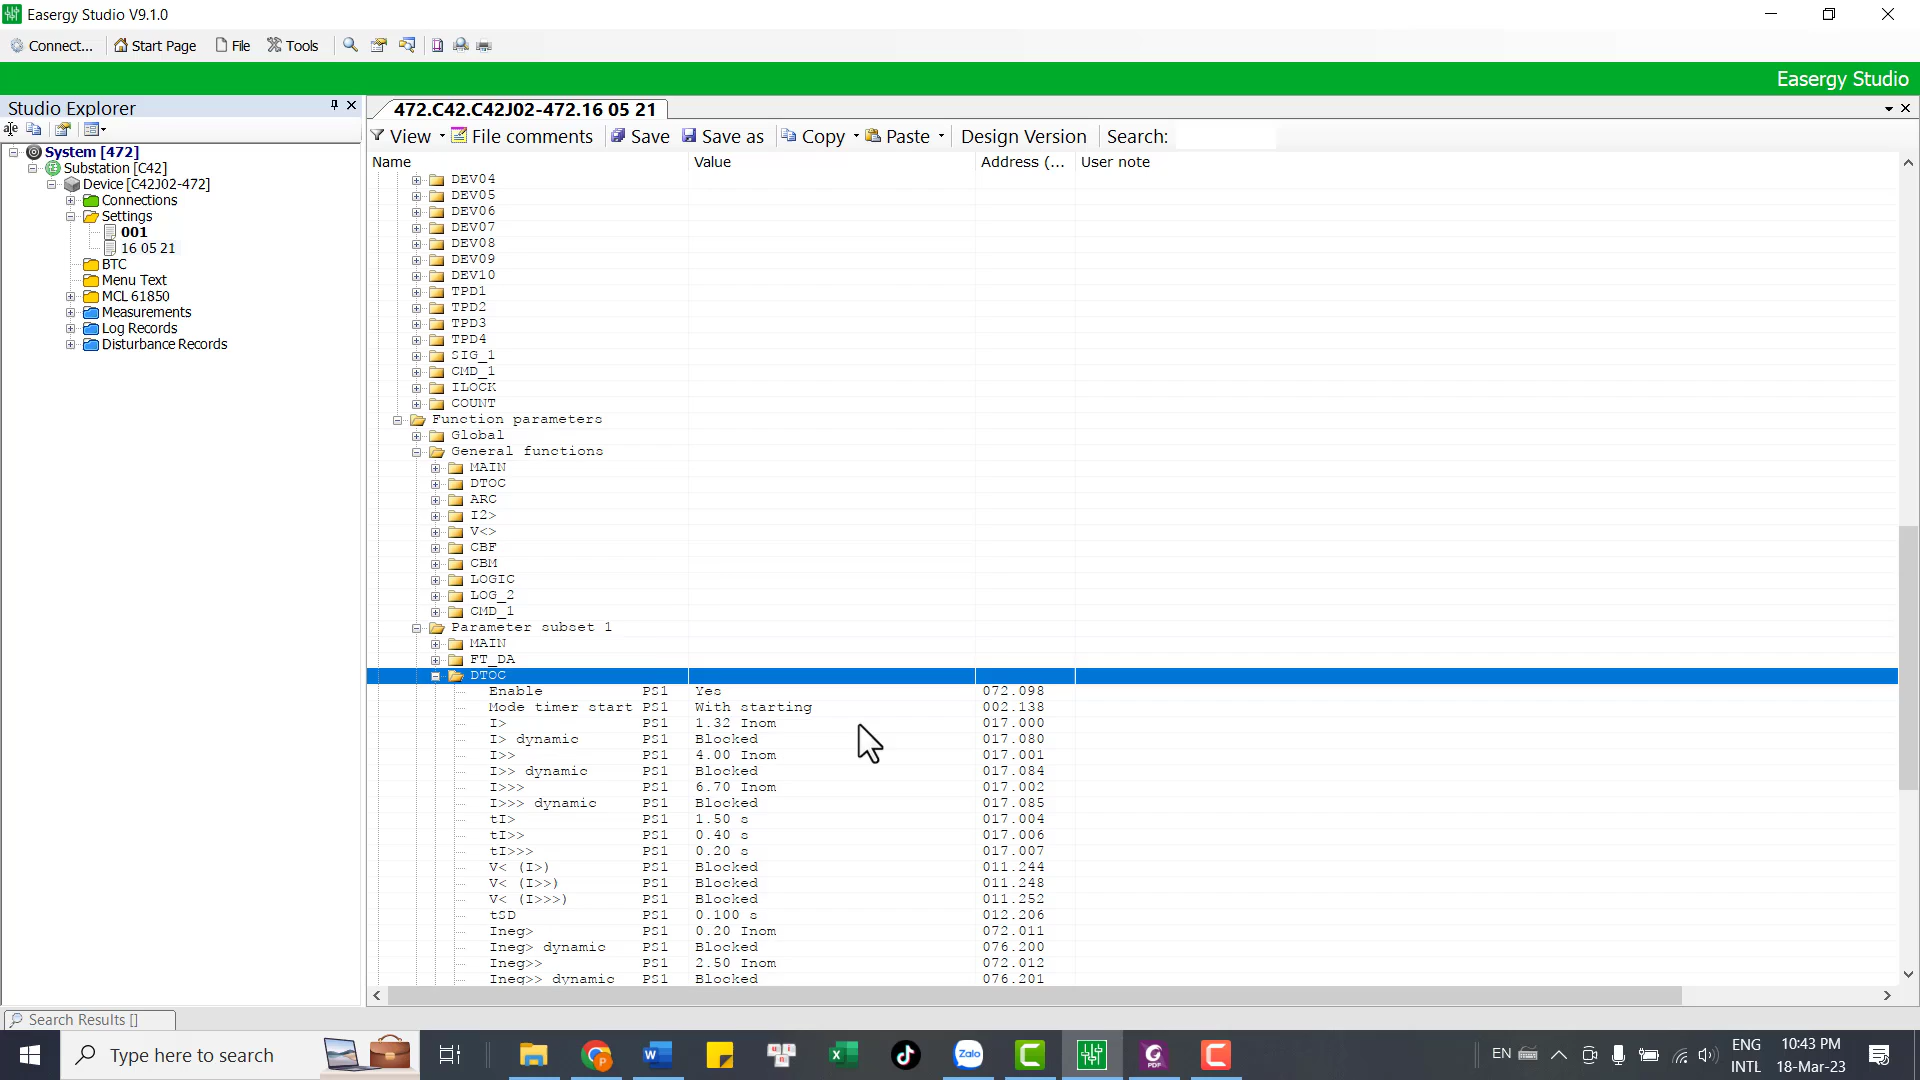 Easergy Studio V9.1.0
Connect... Start Page File Tools
Easergy Studio
Studio Explorer
System [472]
Substation [C42]
Device [C42J02-472]
Connections
Settings
001
16 05 21
BTC
Menu Text
MCL 61850
Measurements
Log Records
Disturbance Records
472.C42.C42J02-472.16 05 21
View File comments Save Save as Copy Paste Design Version Search:
Name Value Address (... User note
DEV04
DEV05
DEV06
DEV07
DEV08
DEV09
DEV10
TPD1
TPD2
TPD3
TPD4
SIG_1
CMD_1
ILOCK
COUNT
Function parameters
Global
General functions
MAIN
DTOC
ARC
I2>
V<>
CBF
CBM
LOGIC
LOG_2
CMD_1
Parameter subset 1
MAIN
FT_DA
DTOC
Enable PS1 Yes 072.098
Mode timer start PS1 With starting 002.138
I> PS1 1.32 Inom 017.000
I> dynamic PS1 Blocked 017.080
I>> PS1 4.00 Inom 017.001
I>> dynamic PS1 Blocked 017.084
I>>> PS1 6.70 Inom 017.002
I>>> dynamic PS1 Blocked 017.085
tI> PS1 1.50 s 017.004
tI>> PS1 0.40 s 017.006
tI>>> PS1 0.20 s 017.007
V< (I>) PS1 Blocked 011.244
V< (I>>) PS1 Blocked 011.248
V< (I>>>) PS1 Blocked 011.252
tSD PS1 0.100 s 012.206
Ineg> PS1 0.20 Inom 072.011
Ineg> dynamic PS1 Blocked 076.200
Ineg>> PS1 2.50 Inom 072.012
Ineg>> dynamic PS1 Blocked 076.201
Search Results []
Type here to search
Zalo
PDF
EN
ENG
INTL
10:43 PM
18-Mar-23